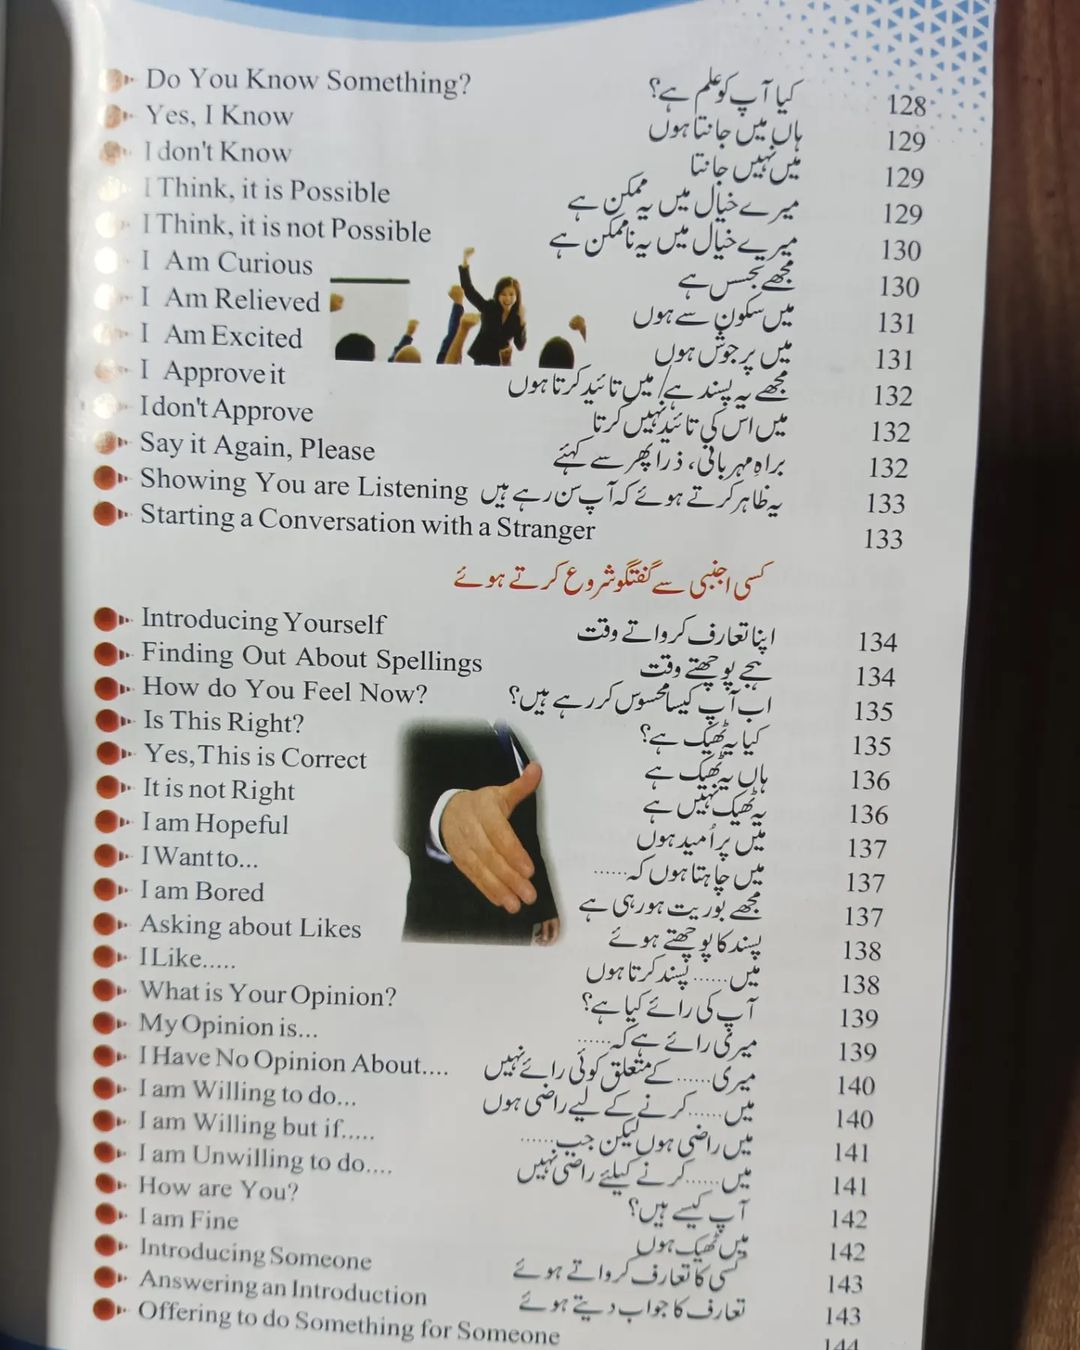 Do You Know Something? کیا آپ کو علم ہے؟ 128
Yes, I Know ہاں میں جانتا ہوں 129
I don't Know میں نہیں جانتا 129
I Think, it is Possible میرے خیال میں یہ ممکن ہے 129
I Think, it is not Possible میرے خیال میں یہ ناممکن ہے 130
I Am Curious مجھے تجسس ہے 130
I Am Relieved میں سکون سے ہوں 131
I Am Excited میں پر جوش ہوں 131
I Approve it مجھے یہ پسند ہے/ میں تائید کرتا ہوں 132
I don't Approve میں اس کی تائید نہیں کرتا 132
Say it Again, Please براہِ مہربانی، ذرا پھر سے کہئے 132
Showing You are Listening یہ ظاہر کرتے ہوئے کہ آپ سن رہے ہیں 133
Starting a Conversation with a Stranger 133
کسی اجنبی سے گفتگو شروع کرتے ہوئے
Introducing Yourself اپنا تعارف کرواتے وقت 134
Finding Out About Spellings ہجے پوچھتے وقت 134
How do You Feel Now? اب آپ کیسا محسوس کر رہے ہیں؟ 135
Is This Right? کیا یہ ٹھیک ہے؟ 135
Yes, This is Correct ہاں یہ ٹھیک ہے 136
It is not Right یہ ٹھیک نہیں ہے 136
I am Hopeful میں پر اُمید ہوں 137
I Want to... میں چاہتا ہوں کہ...... 137
I am Bored مجھے بوریت ہو رہی ہے 137
Asking about Likes پسند کا پوچھتے ہوئے 138
I Like..... میں...... پسند کرتا ہوں 138
What is Your Opinion? آپ کی رائے کیا ہے؟ 139
My Opinion is... میری رائے ہے کہ...... 139
I Have No Opinion About.... میری...... کے متعلق کوئی رائے نہیں 140
I am Willing to do... میں...... کرنے کے لیے راضی ہوں 140
I am Willing but if..... میں راضی ہوں لیکن جب...... 141
I am Unwilling to do.... میں...... کرنے کیلئے راضی نہیں 141
How are You? آپ کیسے ہیں؟ 142
I am Fine میں ٹھیک ہوں 142
Introducing Someone کسی کا تعارف کرواتے ہوئے 143
Answering an Introduction تعارف کا جواب دیتے ہوئے 143
Offering to do Something for Someone 144